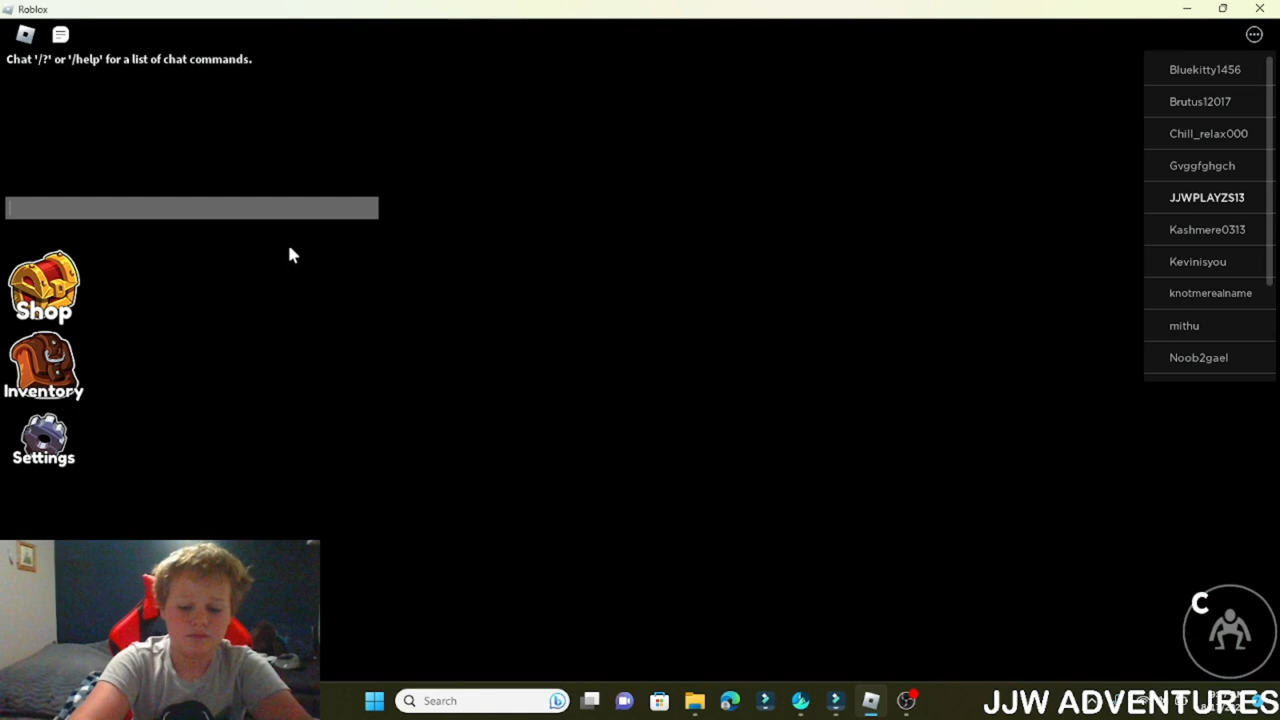 Roblox
Chat '/?' or '/help' for a list of chat commands.
Bluekitty1456
Brutus12017
Chill_relax000
Gvggfghgch
JJWPLAYZS13
Kashmere0313
Kevinisyou
knotmerealname
mithu
Noob2gael
Shop
Inventory
Settings
C
Search
JJW ADVENTURES